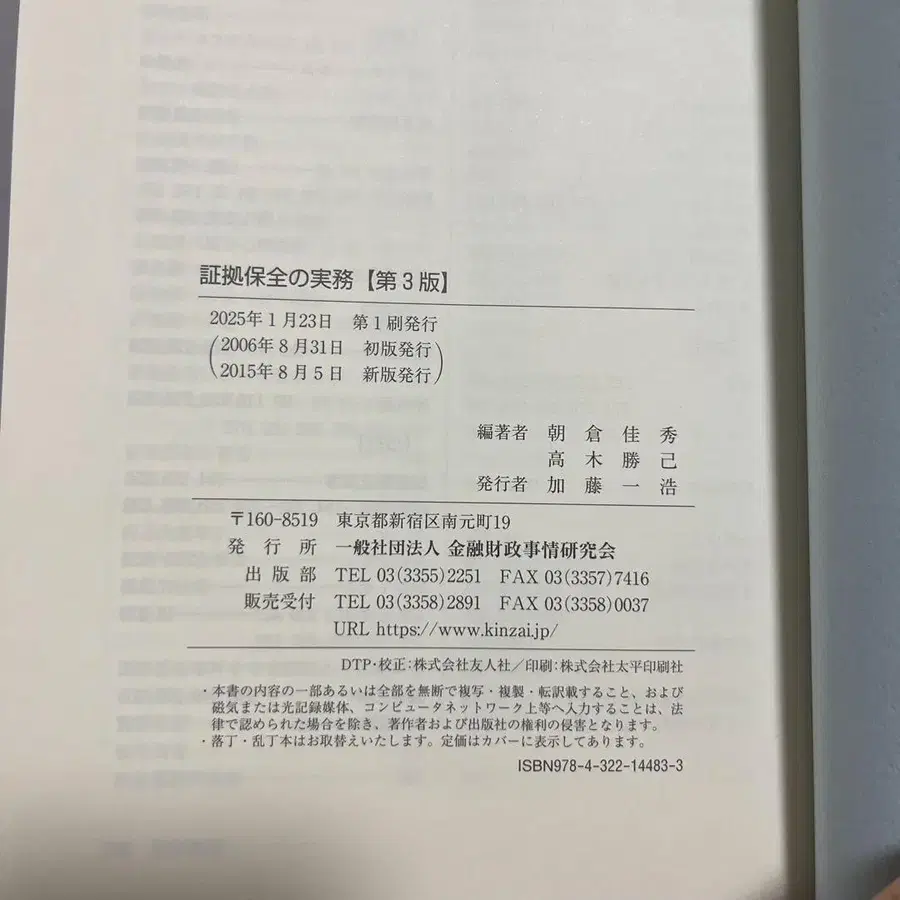 証拠保全の実務【第3版】
2025年1月23日 第1刷発行
(2006年8月31日 初版発行
2015年8月5日 新版発行)
編著者 朝倉佳秀
高木勝己
発行者 加藤一浩
〒160-8519 東京都新宿区南元町19
発行所 一般社団法人 金融財政事情研究会
出版部 TEL 03(3355)2251 FAX 03(3357)7416
販売受付 TEL 03(3358)2891 FAX 03(3358)0037
URL https://www.kinzai.jp/
DTP・校正:株式会社友人社/印刷:株式会社太平印刷社
・本書の内容の一部あるいは全部を無断で複写・複製・転訳載すること、および
磁気または光記録媒体、コンピュータネットワーク上等へ入力することは、法
律で認められた場合を除き、著作者および出版社の権利の侵害となります。
・落丁・乱丁本はお取替えいたします。定価はカバーに表示してあります。
ISBN978-4-322-14483-3